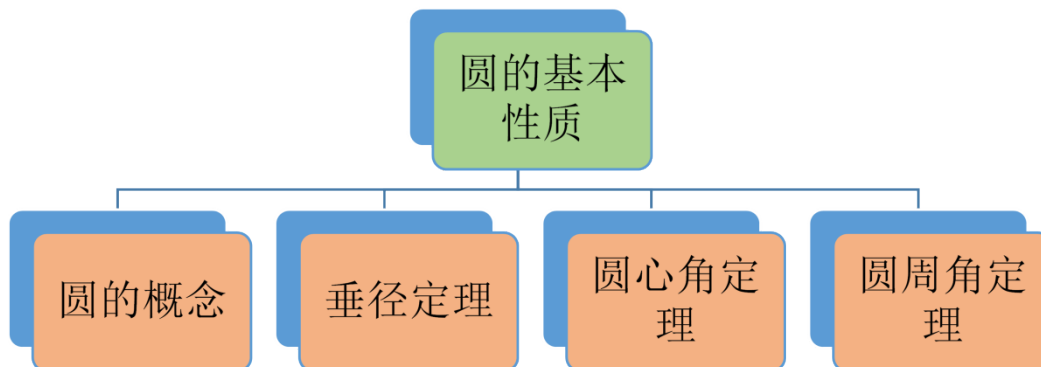 圆的基本
性质
圆的概念
垂径定理
圆心角定
理
圆周角定
理